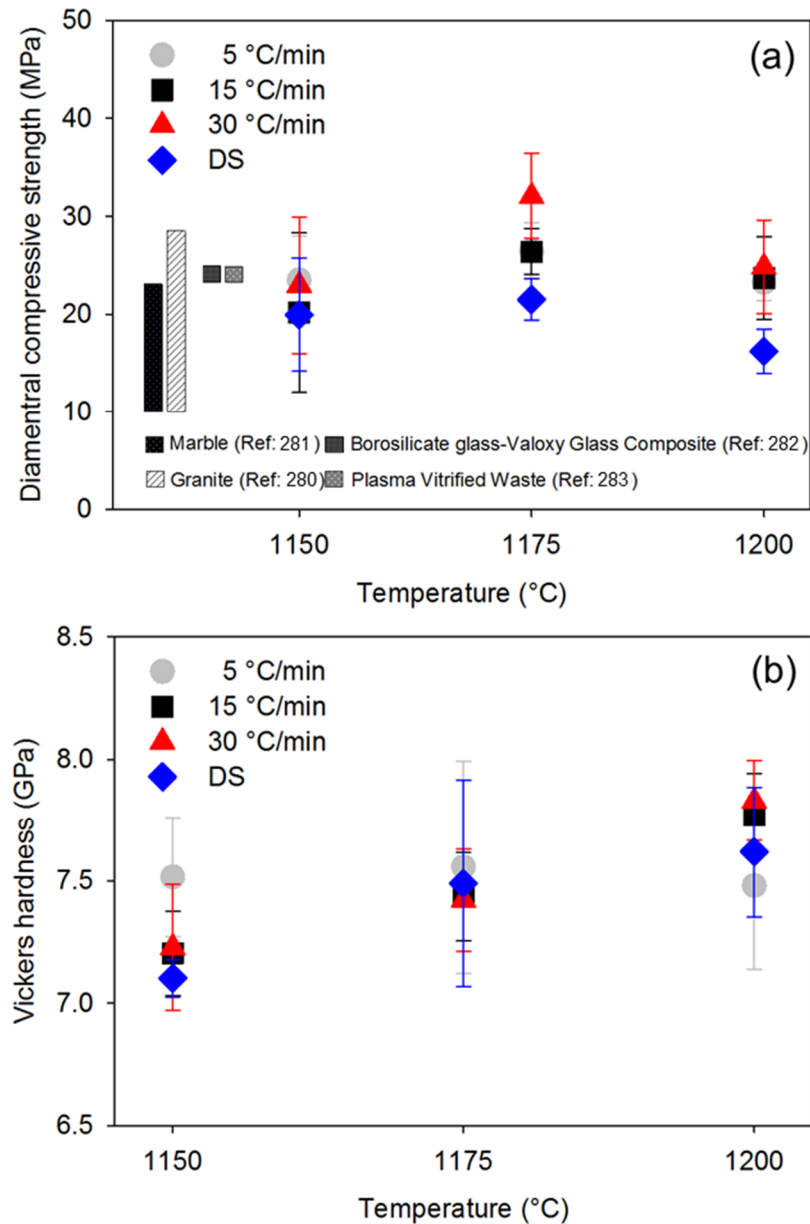 (a)
5 °C/min
15 °C/min
30 °C/min
DS
Diamentral compressive strength (MPa)
50
40
30
20
10
0
Marble (Ref: 281)
Borosilicate glass-Valoxy Glass Composite (Ref: 282)
Granite (Ref: 280)
Plasma Vitrified Waste (Ref: 283)
1150
1175
1200
Temperature (°C)
(b)
5 °C/min
15 °C/min
30 °C/min
DS
Vickers hardness (GPa)
8.5
8.0
7.5
7.0
6.5
1150
1175
1200
Temperature (°C)